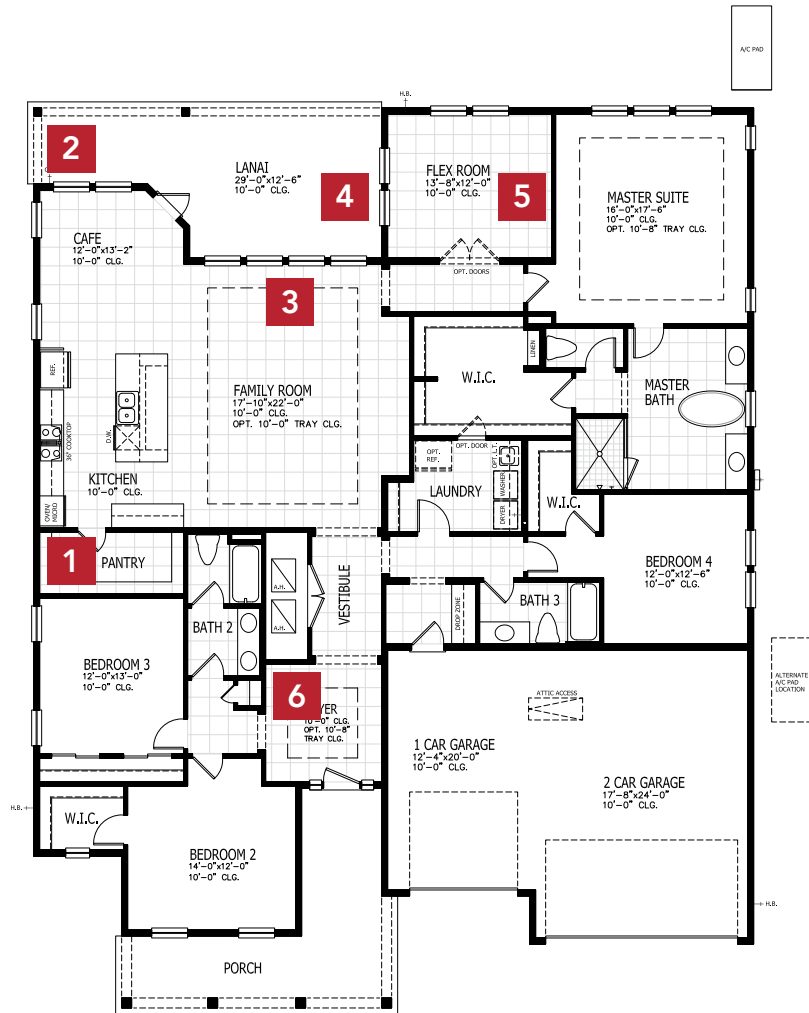 A/C PAD
H.B.
2
LANAI
29'-0"x12'-6"
10'-0" CLG.
4
FLEX ROOM
13'-8"x12'-0"
10'-0" CLG.
5
MASTER SUITE
16'-0"x17'-6"
10'-0" CLG.
OPT. 10'-8" TRAY CLG.
CAFE
12'-0"x13'-2"
10'-0" CLG.
OPT. DOORS
3
REF.
LINEN
W.I.C.
MASTER
BATH
FAMILY ROOM
17'-10"x22'-0"
10'-0" CLG.
OPT. 10'-0" TRAY CLG.
D.W.
36" COOKTOP
OPT. DOOR
OPT.
REF.
OPT. L.T.
KITCHEN
10'-0" CLG.
LAUNDRY
WASHER
DRYER
W.I.C.
OVEN/
MICRO
1
PANTRY
A.H.
A.H.
VESTIBULE
BEDROOM 4
12'-0"x12'-6"
10'-0" CLG.
BATH 3
DROP ZONE
BATH 2
BEDROOM 3
12'-0"x13'-0"
10'-0" CLG.
ALTERNATE
A/C PAD
LOCATION
6
YER
10'-0" CLG.
OPT. 10'-8"
TRAY CLG.
ATTIC ACCESS
1 CAR GARAGE
12'-4"x20'-0"
10'-0" CLG.
2 CAR GARAGE
17'-8"x24'-0"
10'-0" CLG.
H.B.
W.I.C.
BEDROOM 2
14'-0"x12'-0"
10'-0" CLG.
H.B.
PORCH